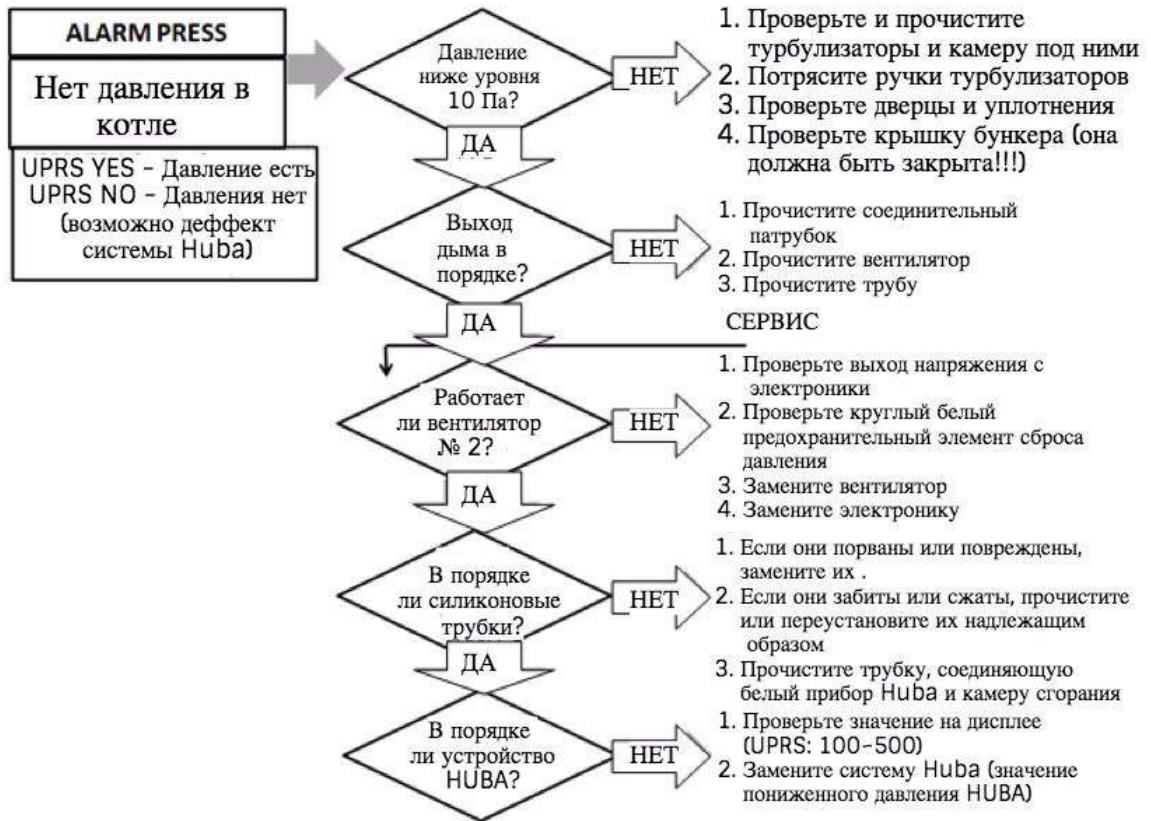 ALARM PRESS
Нет давления в
котле
UPRS YES – Давление есть
UPRS NO – Давления нет
(возможно деффект
системы Huba)
Давление
ниже уровня
10 Па?
НЕТ
1. Проверьте и прочистите
турбулизаторы и камеру под ними
2. Потрясите ручки турбулизаторов
3. Проверьте дверцы и уплотнения
4. Проверьте крышку бункера (она
должна быть закрыта!!!)
ДА
Выход
дыма в
порядке?
НЕТ
1. Прочистите соединительный
патрубок
2. Прочистите вентилятор
3. Прочистите трубу
ДА
СЕРВИС
Работает
ли вентилятор
№ 2?
НЕТ
1. Проверьте выход напряжения с
электроники
2. Проверьте круглый белый
предохранительный элемент сброса
давления
3. Замените вентилятор
4. Замените электронику
ДА
В порядке
ли силиконовые
трубки?
НЕТ
1. Если они порваны или повреждены,
замените их .
2. Если они забиты или сжаты, прочистите
или переустановите их надлежащим
образом
3. Прочистите трубку, соединяющую
белый прибор Huba и камеру сгорания
ДА
В порядке
ли устройство
HUBA?
НЕТ
1. Проверьте значение на дисплее
(UPRS: 100–500)
2. Замените систему Huba (значение
пониженного давления HUBA)